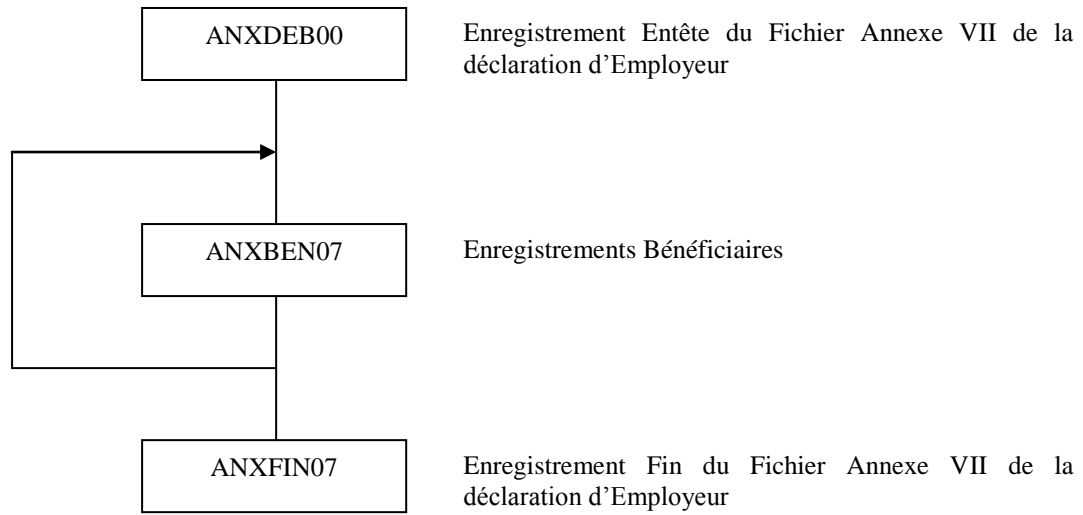 ANXDEB00
Enregistrement Entête du Fichier Annexe VII de la
déclaration d’Employeur
ANXBEN07
Enregistrements Bénéficiaires
ANXFIN07
Enregistrement Fin du Fichier Annexe VII de la
déclaration d’Employeur